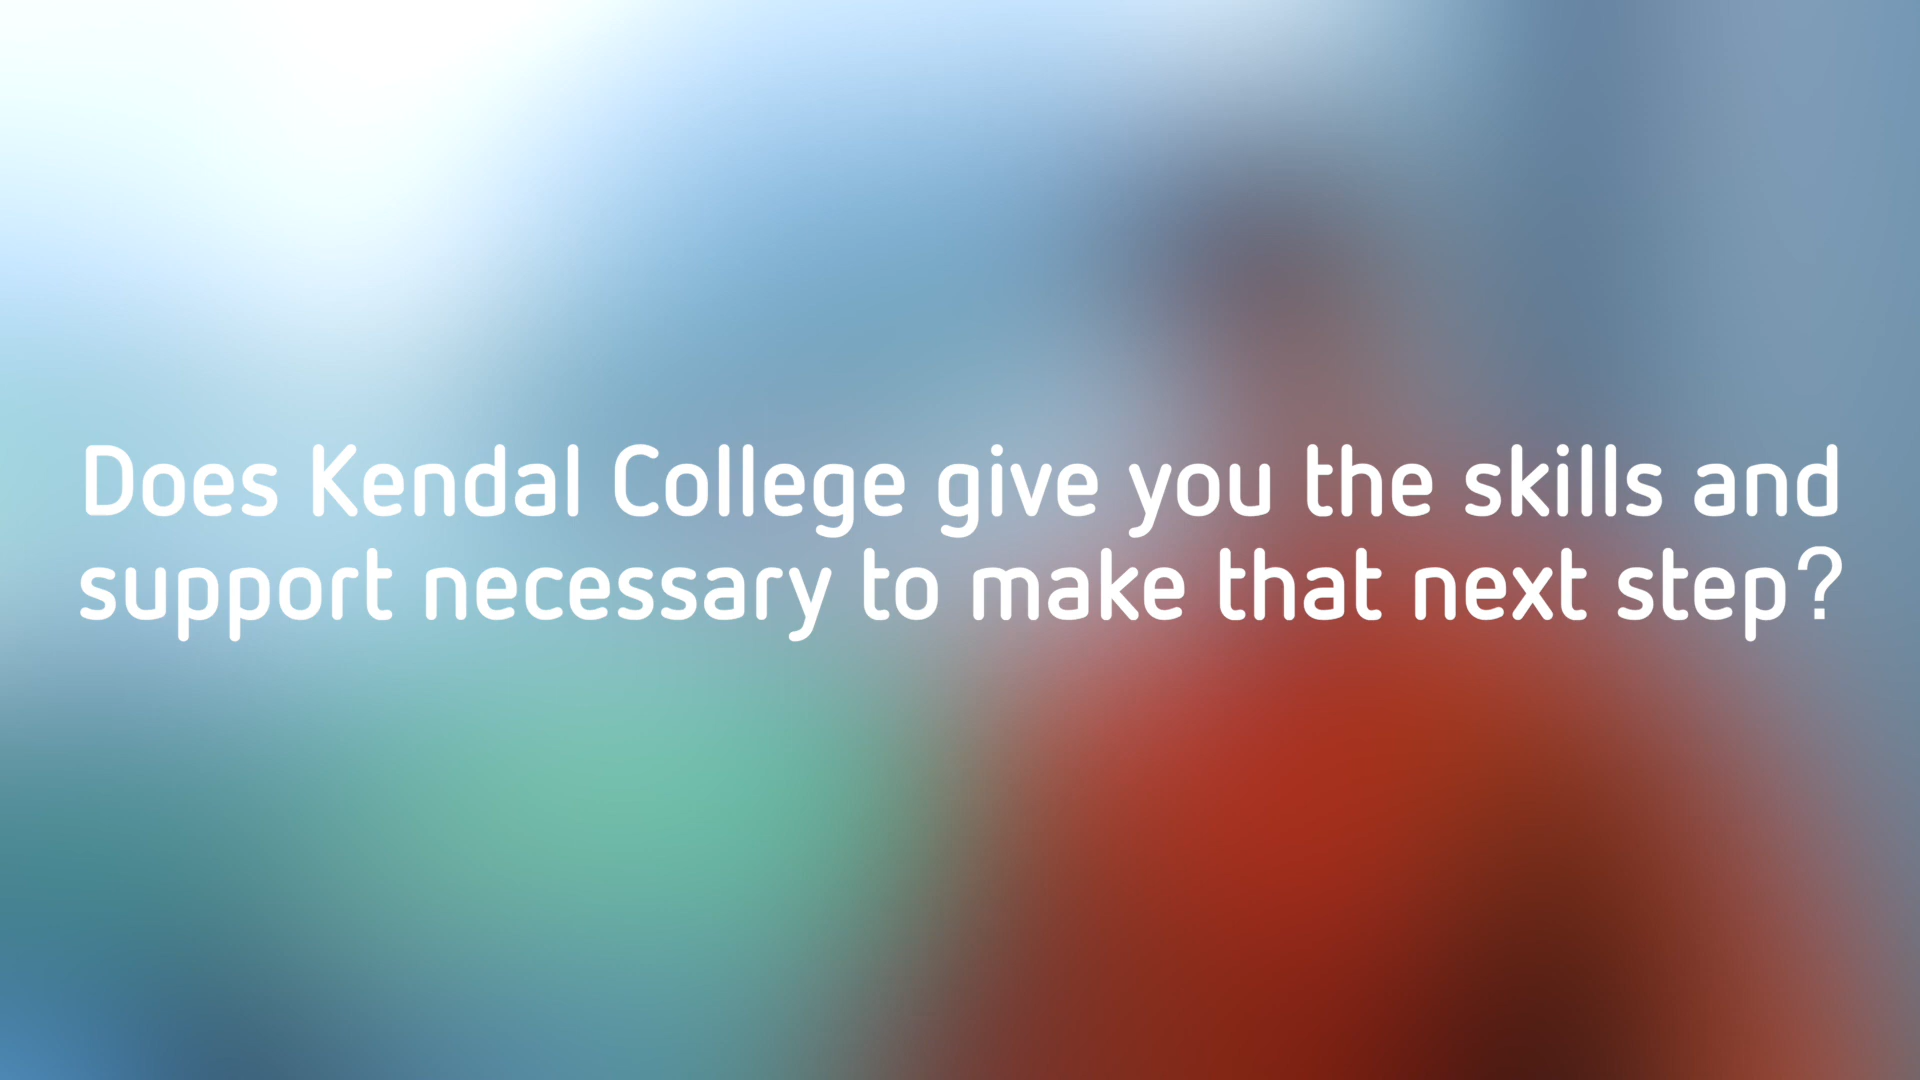 Does Kendal College give you the skills and
support necessary to make that next step?